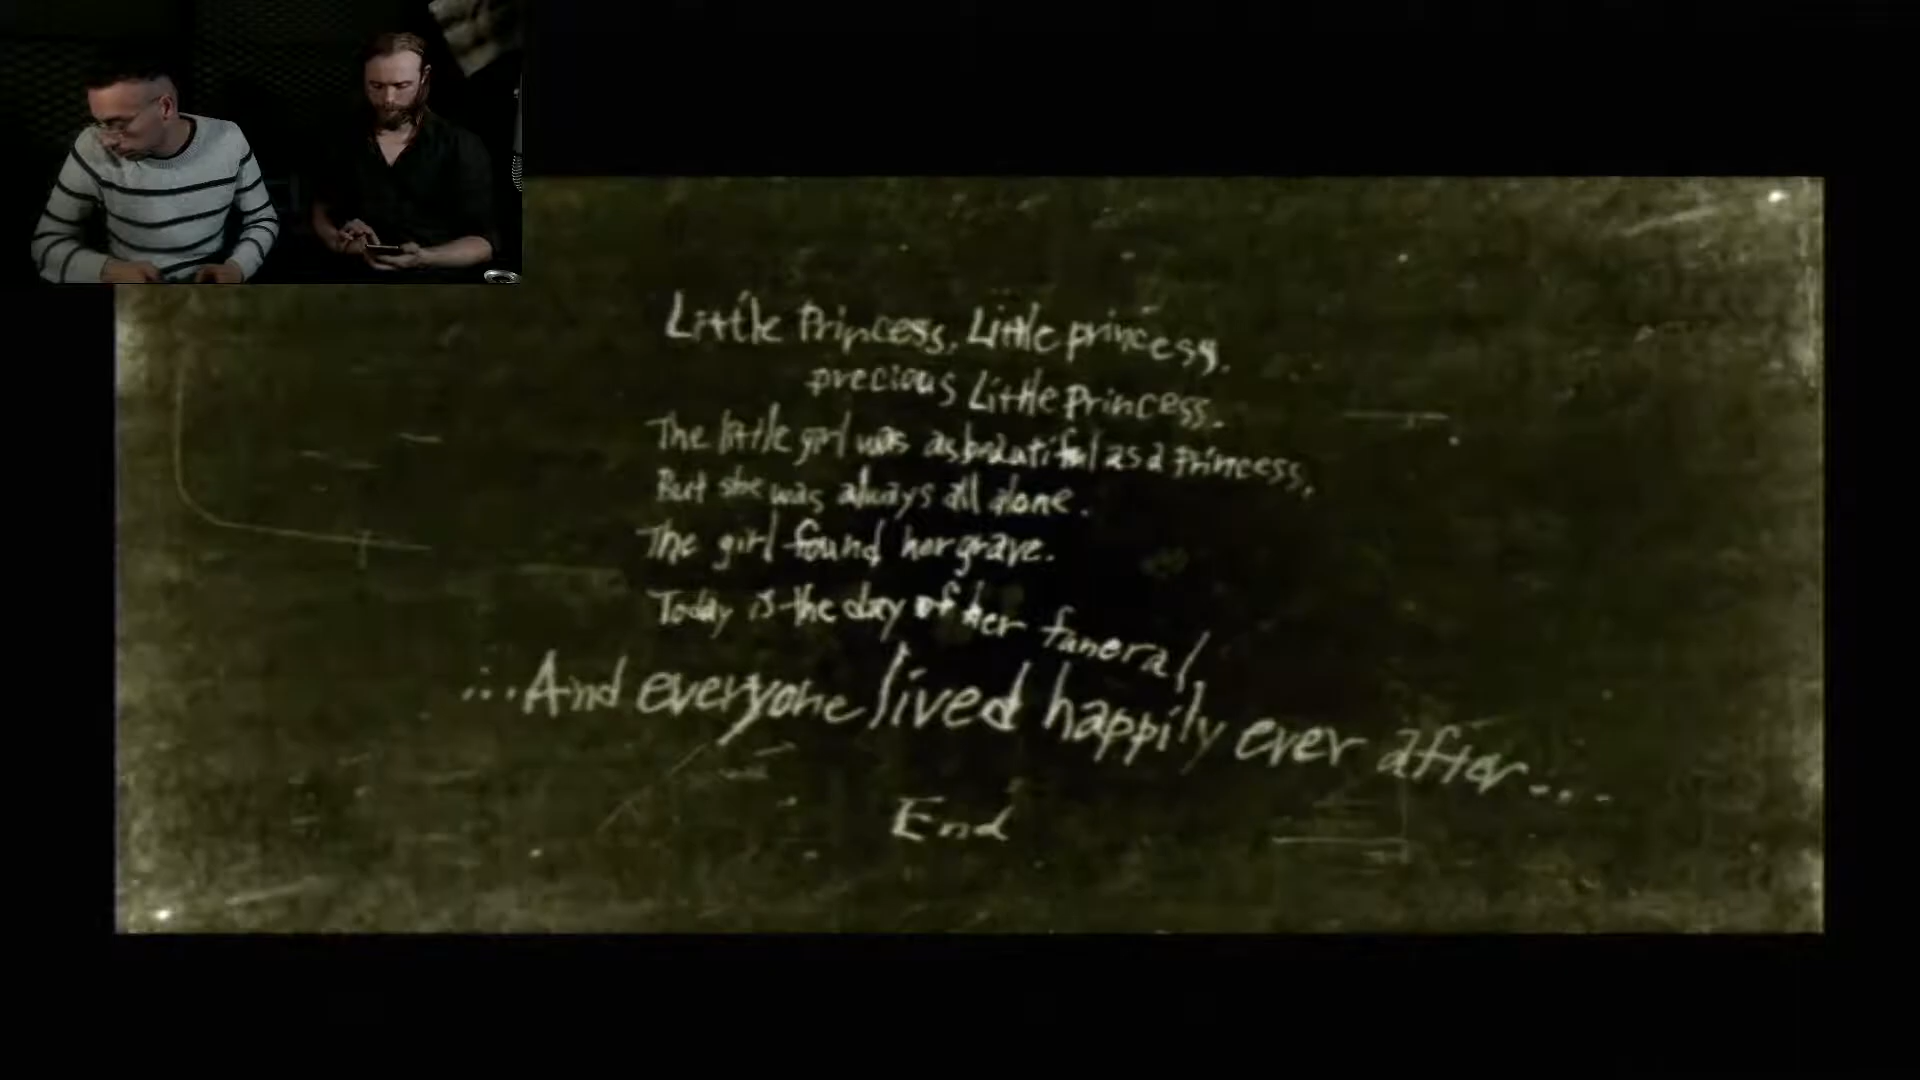 Little Princess, Little princess,
precious Little Princess.
The little girl was as beautiful as a Princess,
But she was always all alone.
The girl found her grave.
Today is the day of her funeral,
...And everyone lived happily ever after...
End